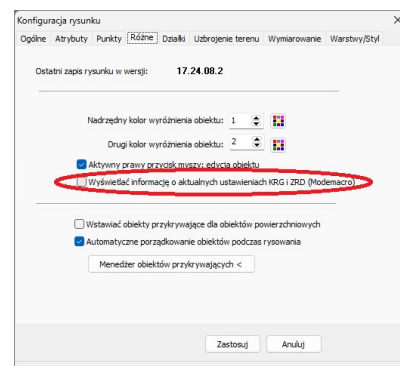 Konfiguracja rysunku
Ogólne Atrybuty Punkty Różne Działki Uzbrojenie terenu Wymiarowanie Warstwy/Styl
Ostatni zapis rysunku w wersji: 17.24.08.2
Nadrzędny kolor wyróżnienia obiektu: 1
Drugi kolor wyróżnienia obiektu: 2
Aktywny prawy przycisk myszy: edycja obiektu
Wyświetlać informację o aktualnych ustawieniach KRG i ZRD (Modemacro)
Wstawiać obiekty przykrywające dla obiektów powierzchniowych
Automatyczne porządkowanie obiektów podczas rysowania
Menedżer obiektów przykrywających <
Zastosuj Anuluj